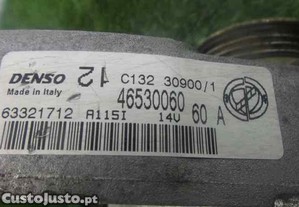 DENSO
Made in Italy
12
C132 30900/1
46530060
60 A
63321712 A115I 14V
CustoJusto.pt